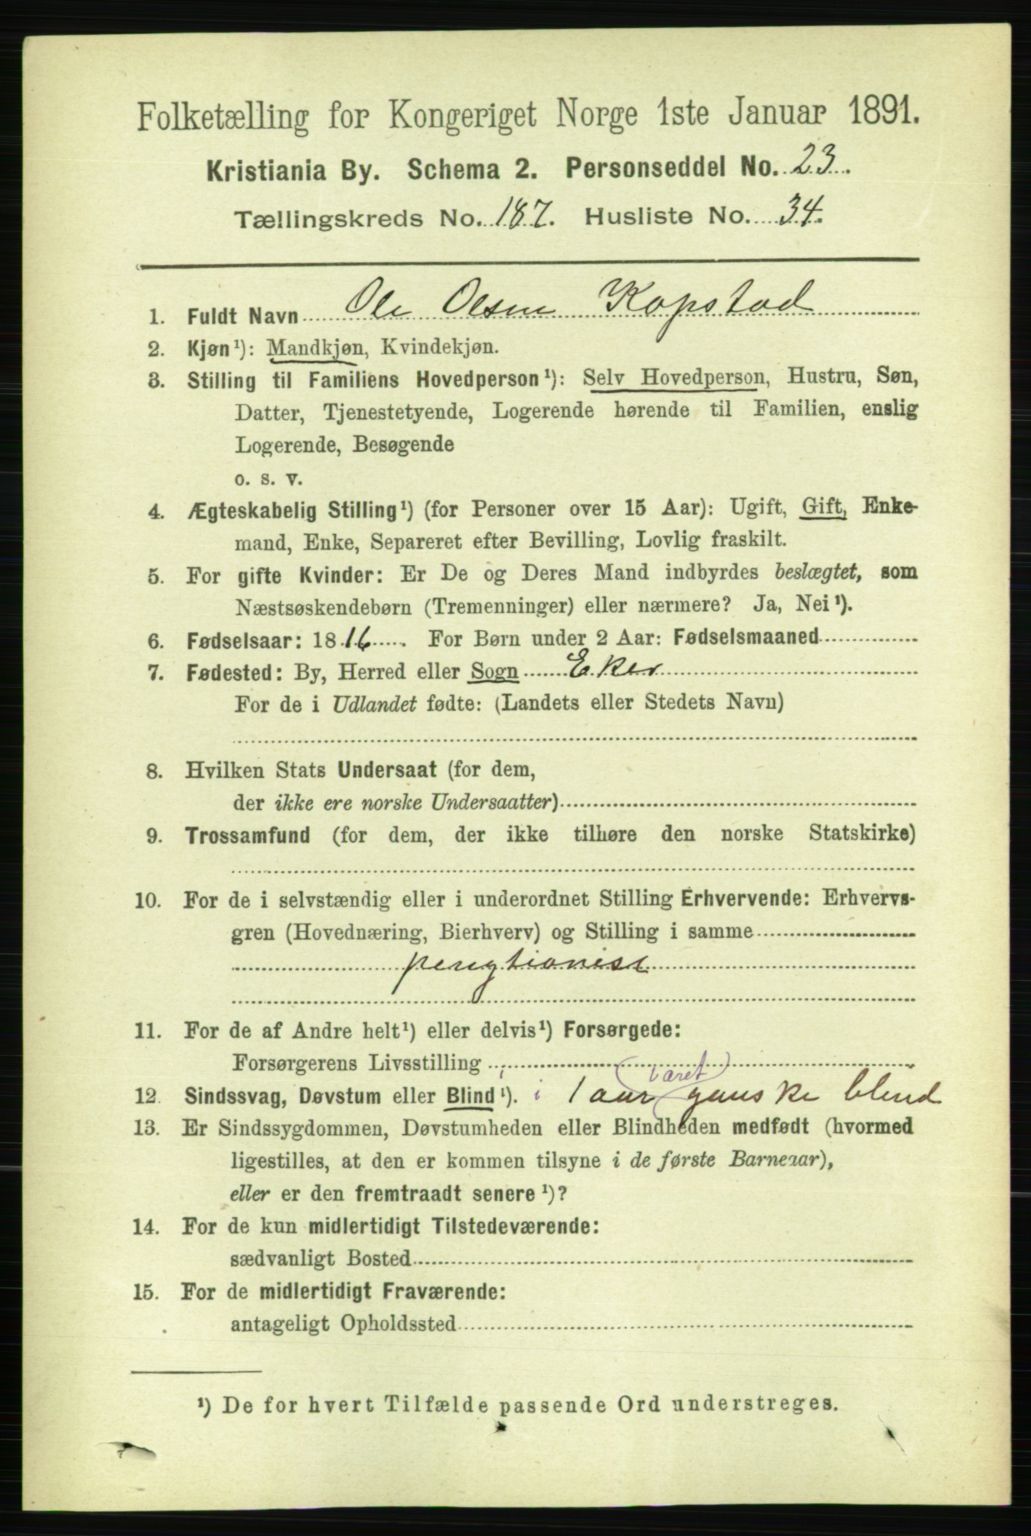 Folketælling for Kongeriget Norge 1ste Januar 1891.
Kristiania By. Schema 2. Personseddel No. 23.
Tællingskreds No. 187. Husliste No. 34.
1. Fuldt Navn Ole Olsen Kopstad
2. Kjøn¹): Mandkjøn, Kvindekjøn.
3. Stilling til Familiens Hovedperson¹): Selv Hovedperson, Hustru, Søn,
Datter, Tjenestetyende, Logerende hørende til Familien, enslig
Logerende, Besøgende
o. s. v.
4. Ægteskabelig Stilling¹) (for Personer over 15 Aar): Ugift, Gift, Enke-
mand, Enke, Separeret efter Bevilling, Lovlig fraskilt.
5. For gifte Kvinder: Er De og Deres Mand indbyrdes beslægtet, som
Næstsøskendebørn (Tremenninger) eller nærmere? Ja, Nei¹).
6. Fødselsaar: 1816. For Børn under 2 Aar: Fødselsmaaned
7. Fødested: By, Herred eller Sogn Eker
For de i Udlandet fødte: (Landets eller Stedets Navn)
8. Hvilken Stats Undersaat (for dem,
der ikke ere norske Undersaatter)
9. Trossamfund (for dem, der ikke tilhøre den norske Statskirke)
10. For de i selvstændig eller i underordnet Stilling Erhvervende: Erhvervs-
gren (Hovednæring, Bierhverv) og Stilling i samme
pengtionist
11. For de af Andre helt¹) eller delvis¹) Forsørgede:
Forsørgerens Livsstilling
(været)
12. Sindssvag, Døvstum eller Blind¹). i 1 aar ganske blend
13. Er Sindssygdommen, Døvstumheden eller Blindheden medfødt (hvormed
ligestilles, at den er kommen tilsyne i de første Barneaar),
eller er den fremtraadt senere¹)?
14. For de kun midlertidigt Tilstedeværende:
sædvanligt Bosted
15. For de midlertidigt Fraværende:
antageligt Opholdssted
¹) De for hvert Tilfælde passende Ord understreges.